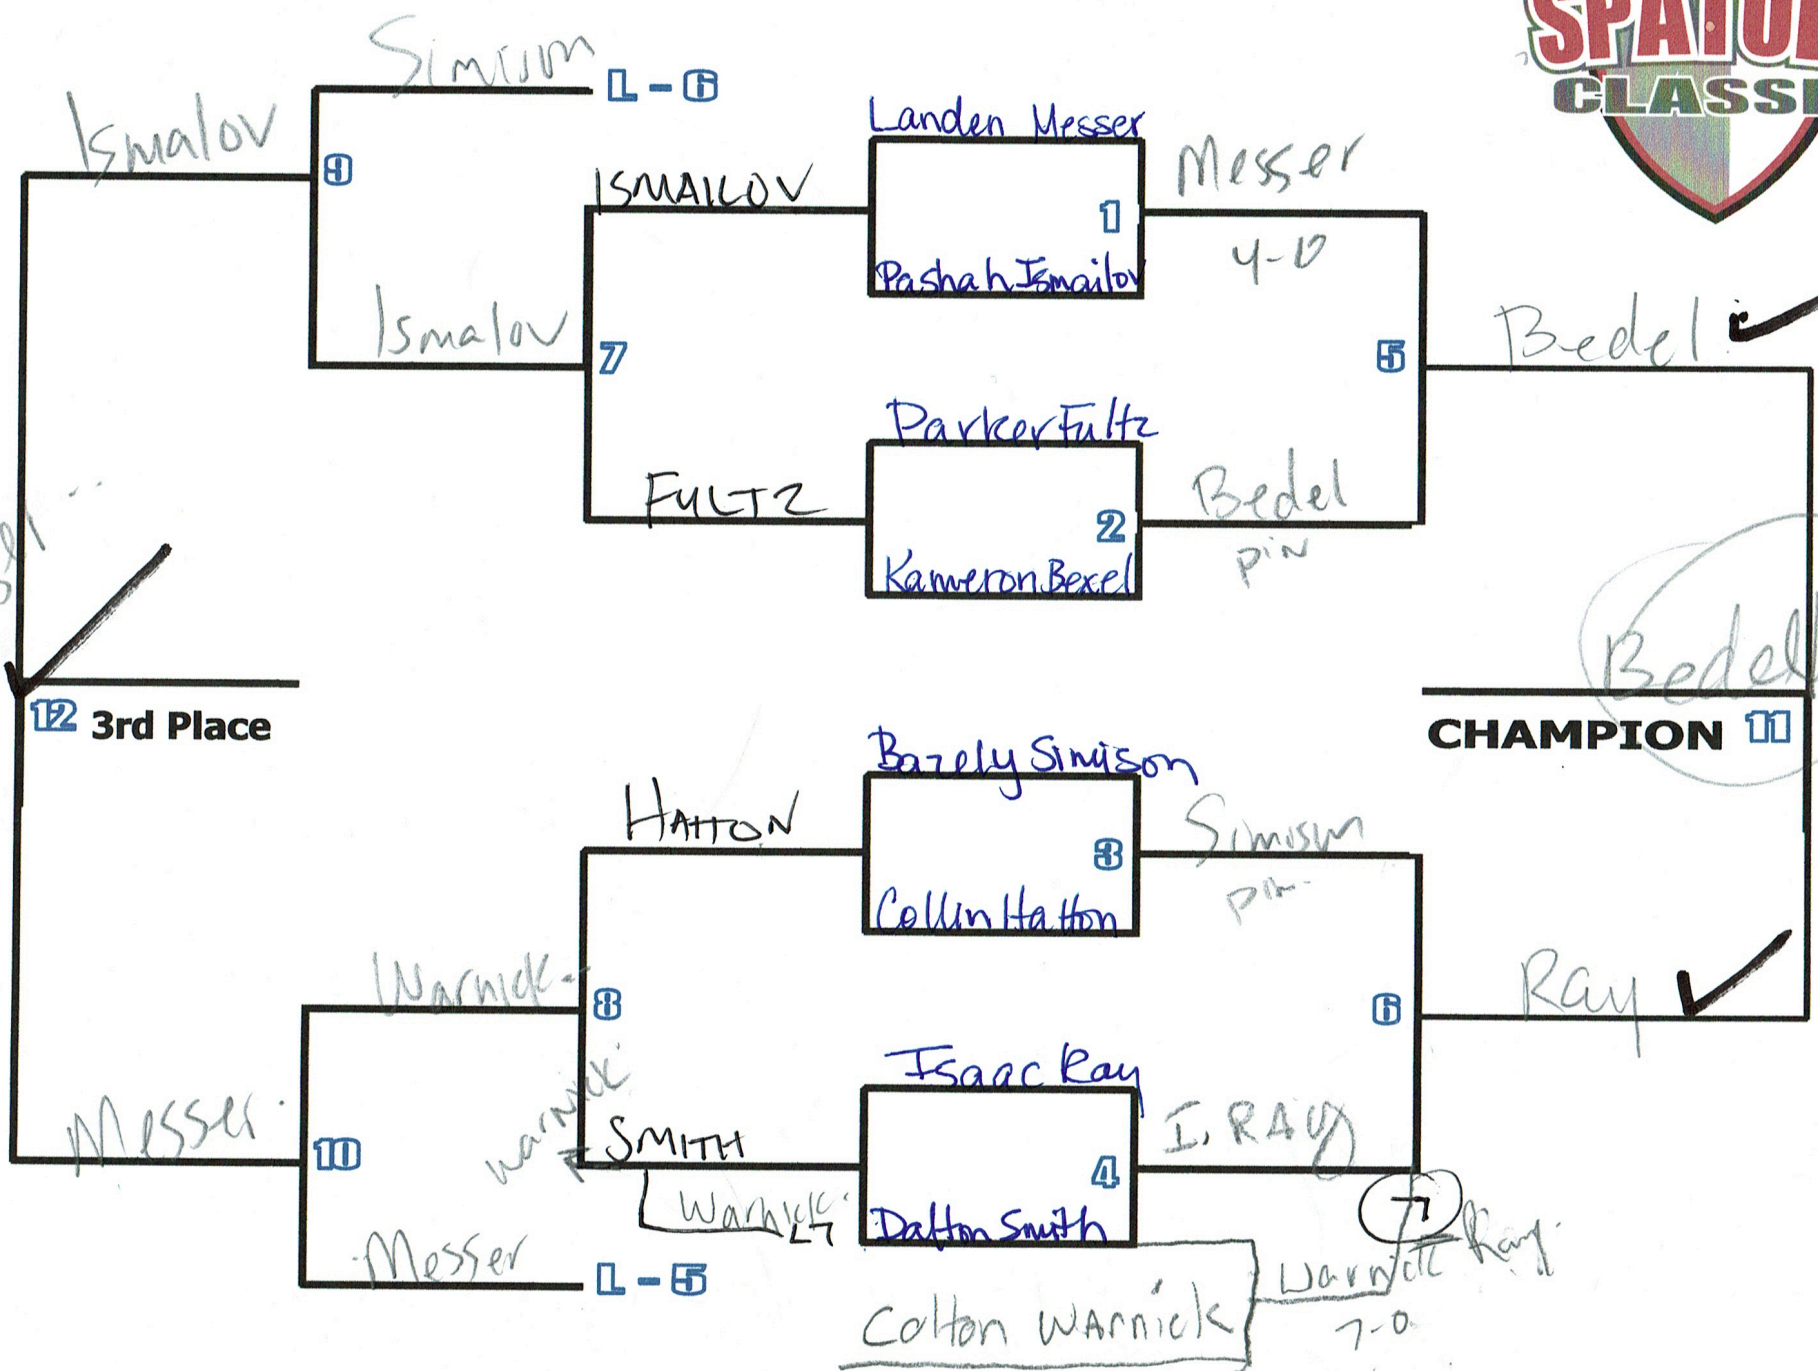 CLASSI
Simison
L - 6
Ismalov
9
Landen Messer
Messer
ISMAILOV
1
4-0
Pashah Ismailov
Bedel
Ismalov
7
5
Parker Fultz
FULTZ
Bedel
2
pin
Kameron Bexel
Bedel
12 3rd Place
CHAMPION 11
Bazely Simison
HATTON
Simison
3
pin
Collin Hatton
Warnick
Ray
8
6
Isaac Ray
warnick
I. RAY
SMITH
Messer
10
4
Warnick
L7
Dalton Smith
7
Ray
Messer
L - 5
Warnick
Colton WARNICK
7-0